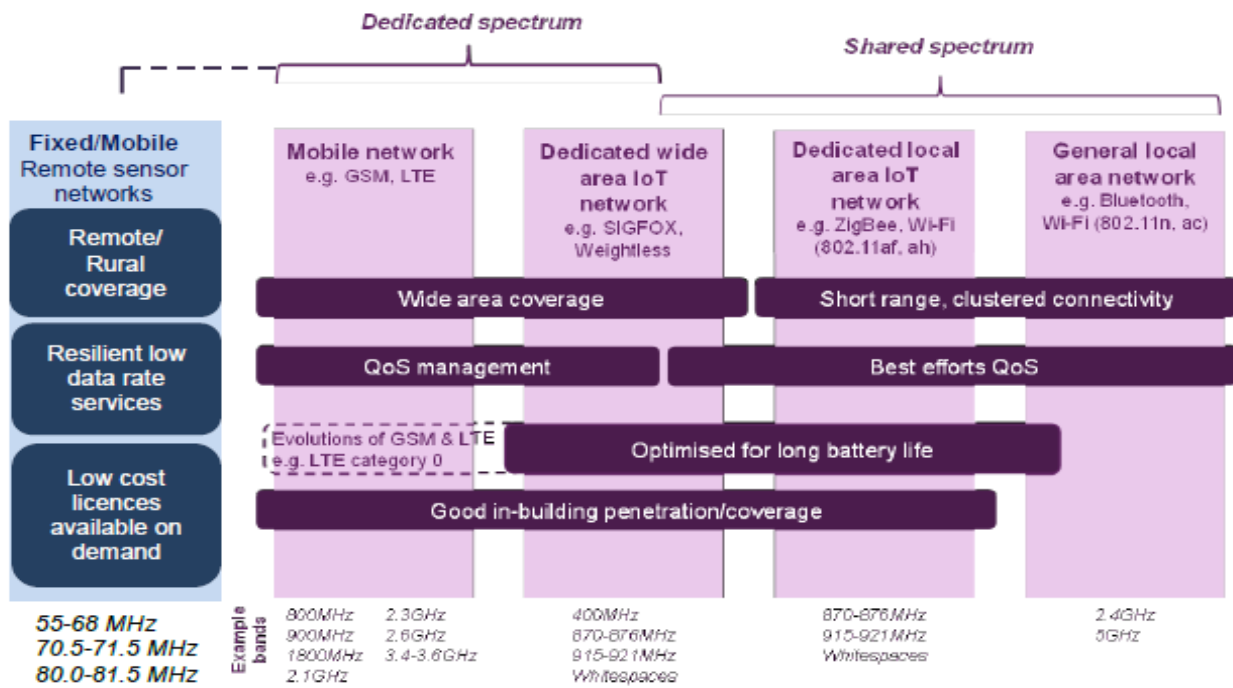 Dedicated spectrum
Shared spectrum
Fixed/Mobile
Remote sensor
networks
Remote/
Rural
coverage
Resilient low
data rate
services
Low cost
licences
available on
demand
55-68 MHz
70.5-71.5 MHz
80.0-81.5 MHz
Mobile network
e.g. GSM, LTE
Dedicated wide
area IoT
network
e.g. SIGFOX,
Weightless
Dedicated local
area IoT
network
e.g. ZigBee, Wi-Fi
(802.11af, ah)
General local
area network
e.g. Bluetooth,
Wi-Fi (802.11n, ac)
Wide area coverage
Short range, clustered connectivity
QoS management
Best efforts QoS
Evolutions of GSM & LTE
e.g. LTE category 0
Optimised for long battery life
Good in-building penetration/coverage
Example
bands
800MHz
900MHz
1800MHz
2.1GHz
2.3GHz
2.6GHz
3.4-3.6GHz
400MHz
870-876MHz
915-921MHz
Whitespaces
870-876MHz
915-921MHz
Whitespaces
2.4GHz
5GHz